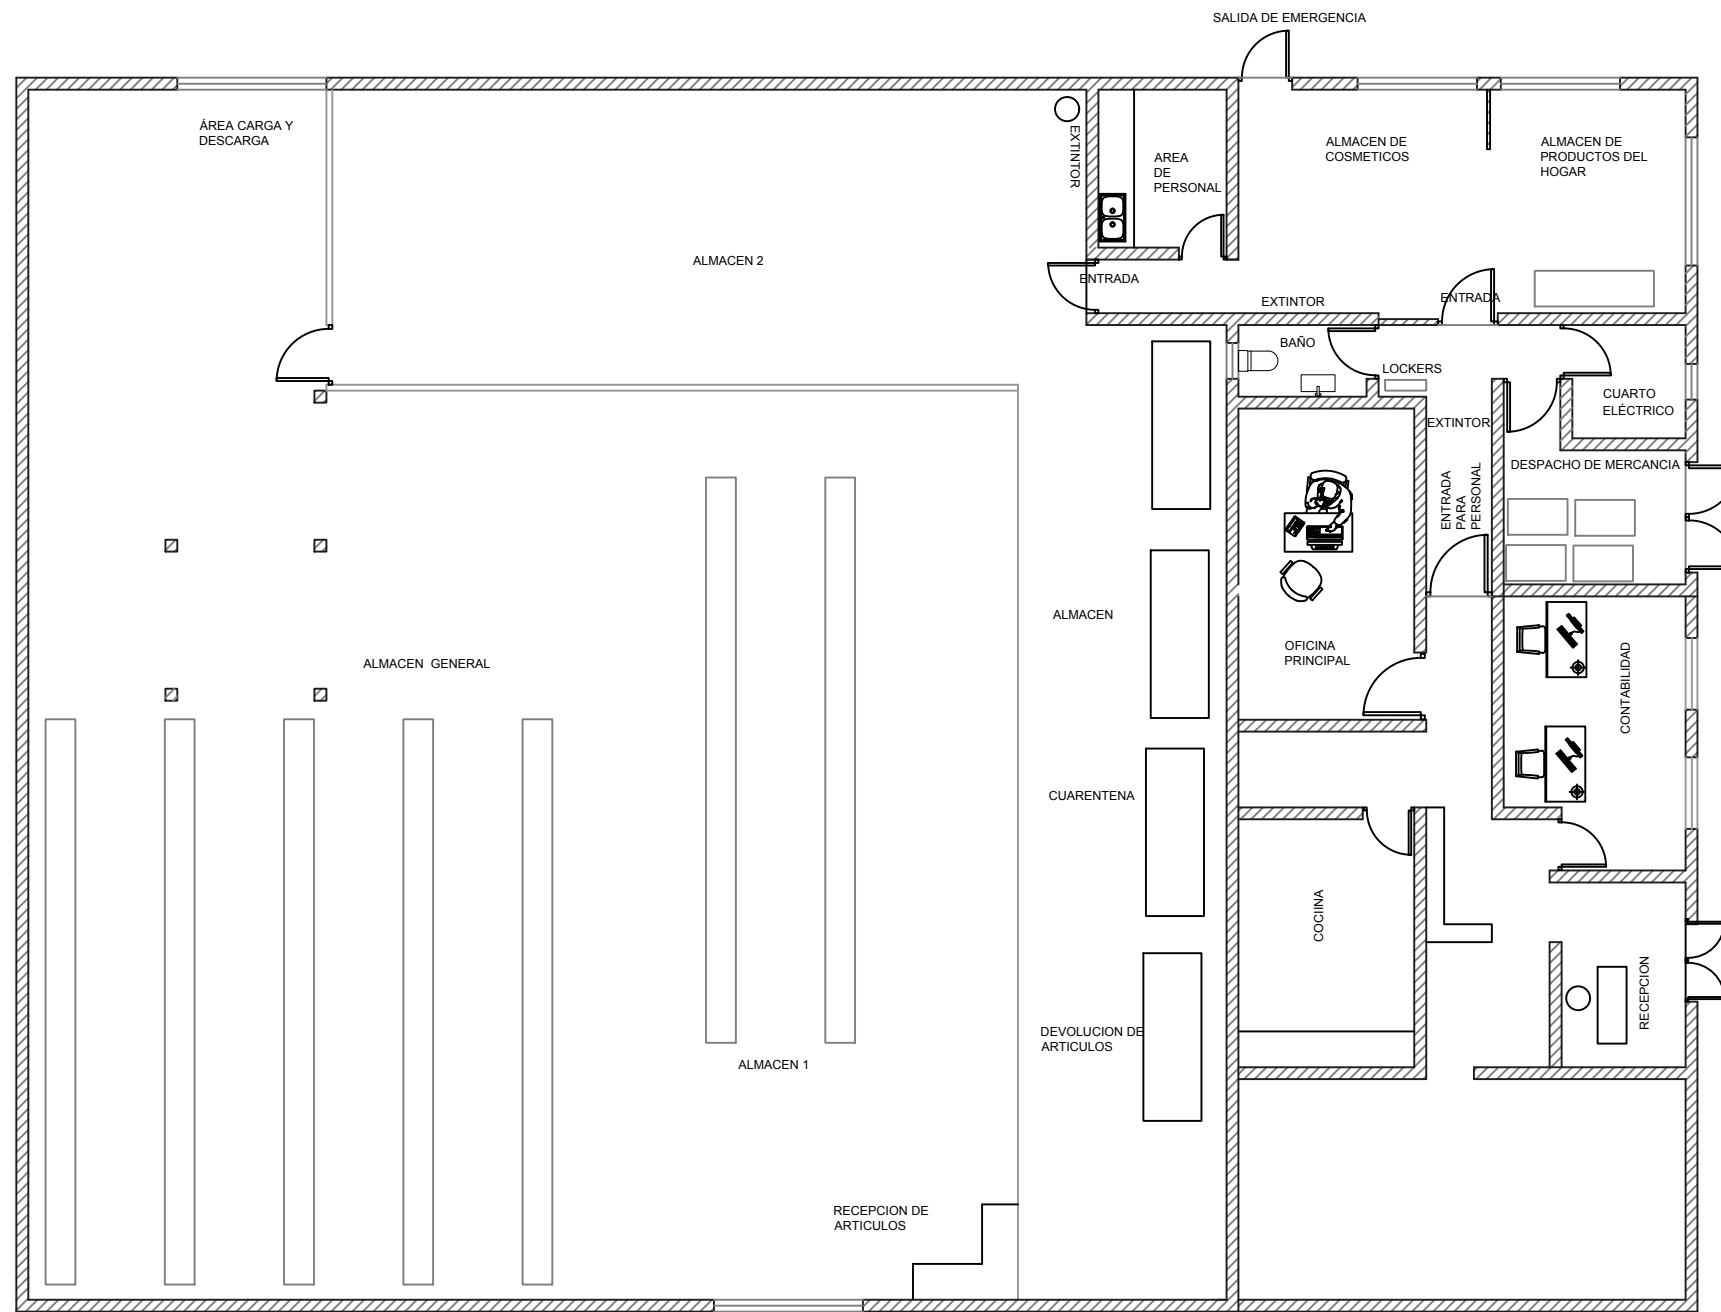 SALIDA DE EMERGENCIA
ÁREA CARGA Y
DESCARGA
EXTINTOR
AREA
DE
PERSONAL
ALMACEN DE
COSMETICOS
ALMACEN DE
PRODUCTOS DEL
HOGAR
ALMACEN 2
ENTRADA
EXTINTOR
ENTRADA
BAÑO
LOCKERS
CUARTO
ELÉCTRICO
EXTINTOR
DESPACHO DE MERCANCIA
ENTRADA
PARA
PERSONAL
ALMACEN
OFICINA
PRINCIPAL
ALMACEN  GENERAL
CONTABILIDAD
CUARENTENA
COCIINA
RECEPCION
DEVOLUCION DE
ARTICULOS
ALMACEN 1
RECEPCION DE
ARTICULOS